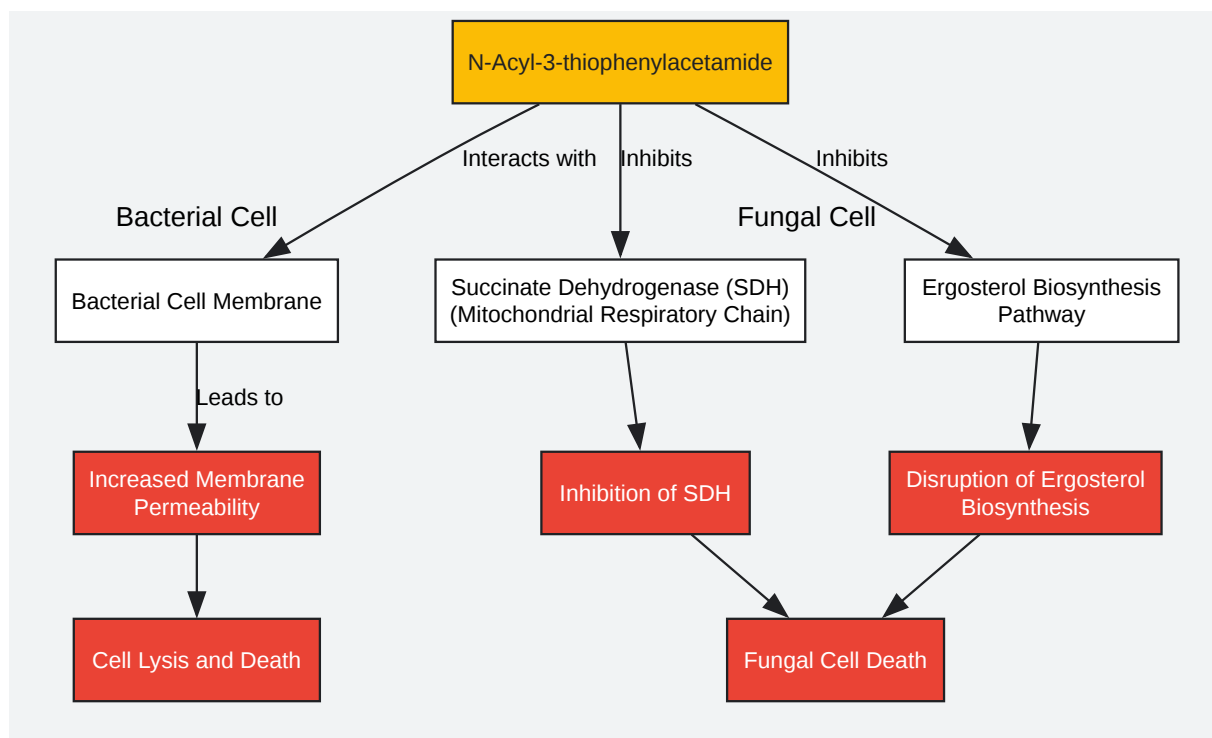 N-Acyl-3-thiophenylacetamide
Interacts with
Inhibits
Inhibits
Bacterial Cell
Fungal Cell
Bacterial Cell Membrane
Succinate Dehydrogenase (SDH)
(Mitochondrial Respiratory Chain)
Ergosterol Biosynthesis
Pathway
Leads to
Increased Membrane
Permeability
Inhibition of SDH
Disruption of Ergosterol
Biosynthesis
Cell Lysis and Death
Fungal Cell Death